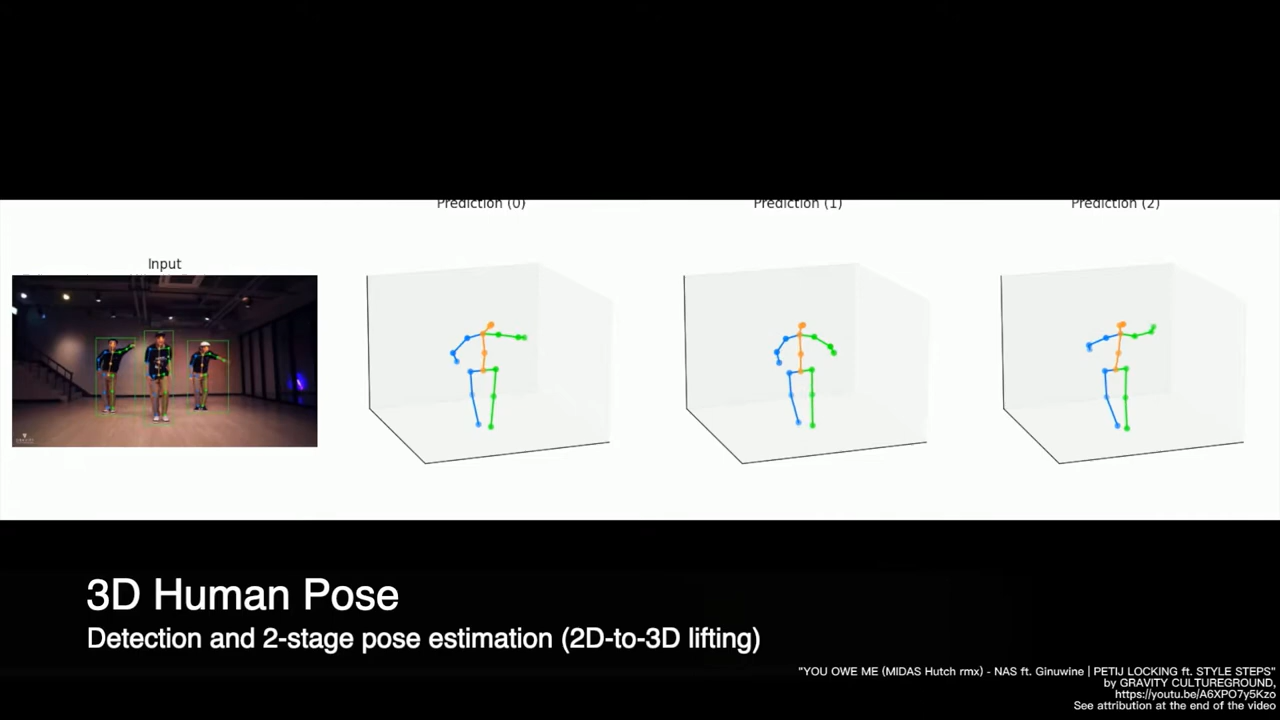 Prediction (0)
Prediction (1)
Prediction (2)
Input
3D Human Pose
Detection and 2-stage pose estimation (2D-to-3D lifting)
"YOU OWE ME (MIDAS Hutch rmx) - NAS ft. Ginuwine | PETIJ LOCKING ft. STYLE STEPS"
by GRAVITY CULTUREGROUND,
https://youtu.be/A6XPO7y5Kzo
See attribution at the end of the video